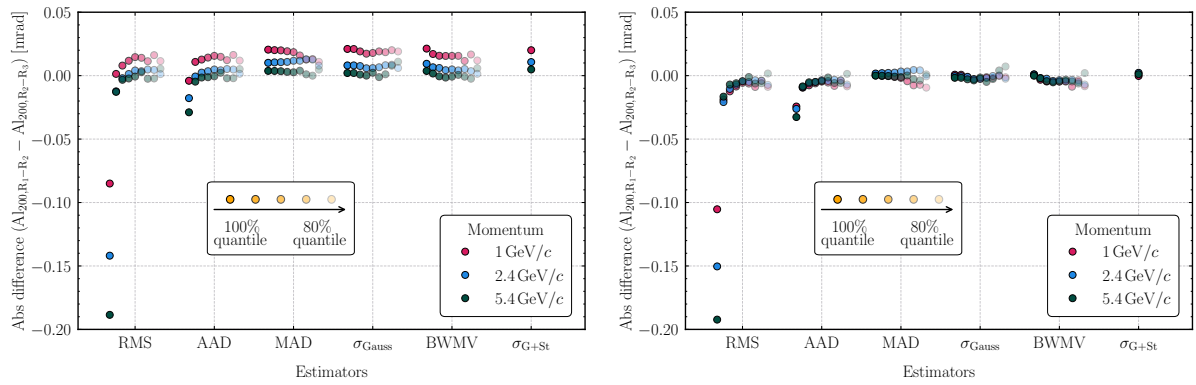 Abs difference (Al200,R1−R2 − Al200,R2−R3) [mrad]
0.05
0.00
−0.05
−0.10
−0.15
−0.20
100%
quantile
80%
quantile
Momentum
1 GeV/c
2.4 GeV/c
5.4 GeV/c
RMS AAD MAD σGauss BWMV σG+St
Estimators
Abs difference (Al200,R1−R2 − Al200,R2−R3) [mrad]
0.05
0.00
−0.05
−0.10
−0.15
−0.20
100%
quantile
80%
quantile
Momentum
1 GeV/c
2.4 GeV/c
5.4 GeV/c
RMS AAD MAD σGauss BWMV σG+St
Estimators